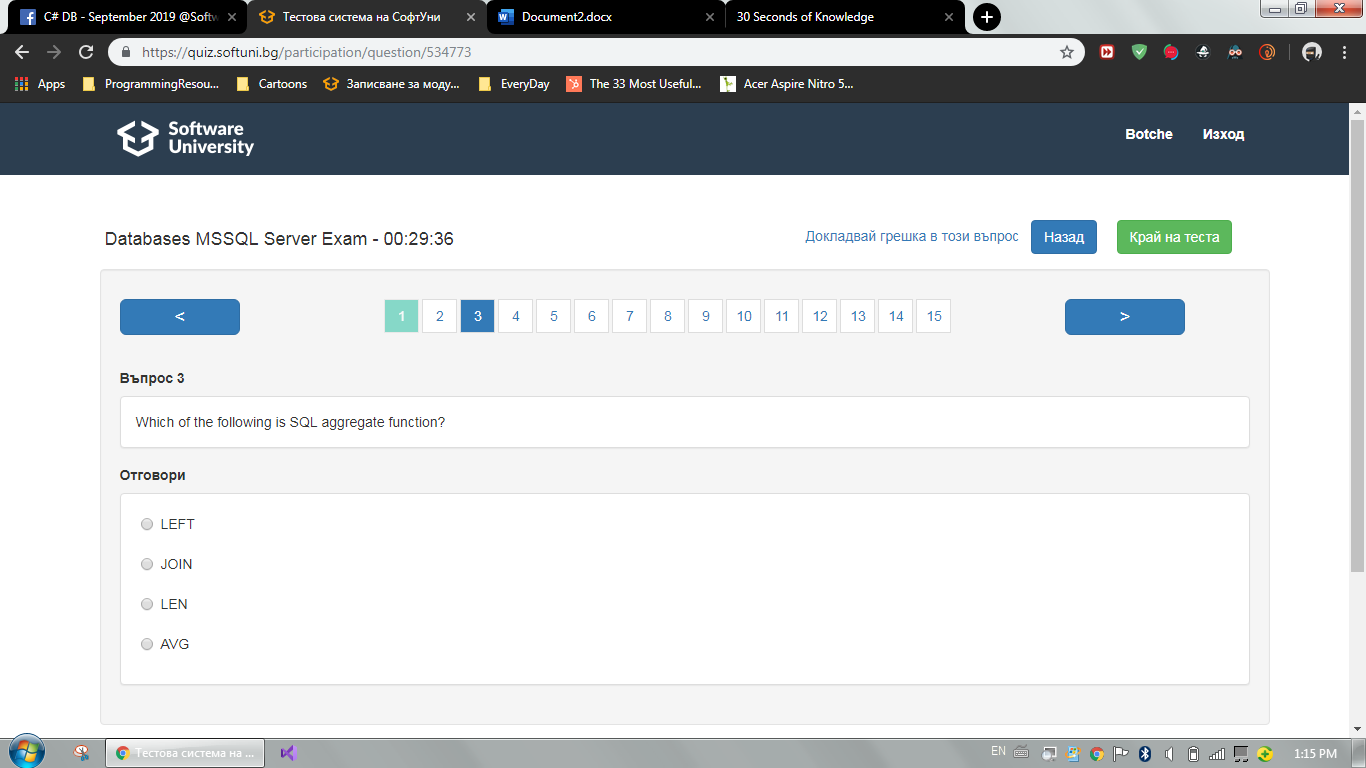 C# DB - September 2019 @Softw
Тестова система на СофтУни
Document2.docx
30 Seconds of Knowledge
https://quiz.softuni.bg/participation/question/534773
Apps
ProgrammingResou...
Cartoons
Записване за моду...
EveryDay
The 33 Most Useful...
Acer Aspire Nitro 5...
Software
University
Botche
Изход
Databases MSSQL Server Exam - 00:29:36
Докладвай грешка в този въпрос
Назад
Край на теста
< 1 2 3 4 5 6 7 8 9 10 11 12 13 14 15 >
Въпрос 3
Which of the following is SQL aggregate function?
Отговори
LEFT
JOIN
LEN
AVG
Тестова система на ...
EN
1:15 PM